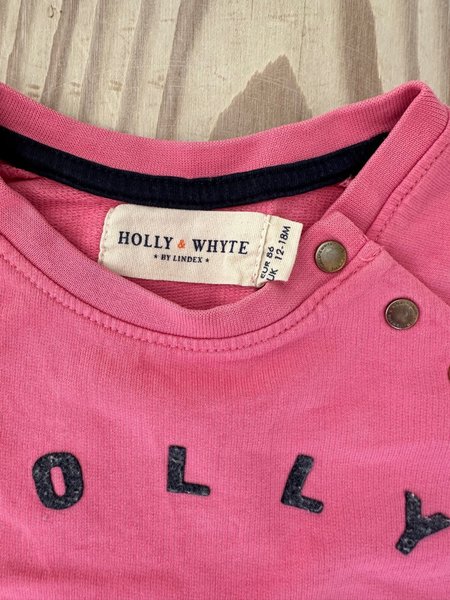 HOLLY & WHYTE
* BY LINDEX *
EUR 86
UK 12-18M
OLLY